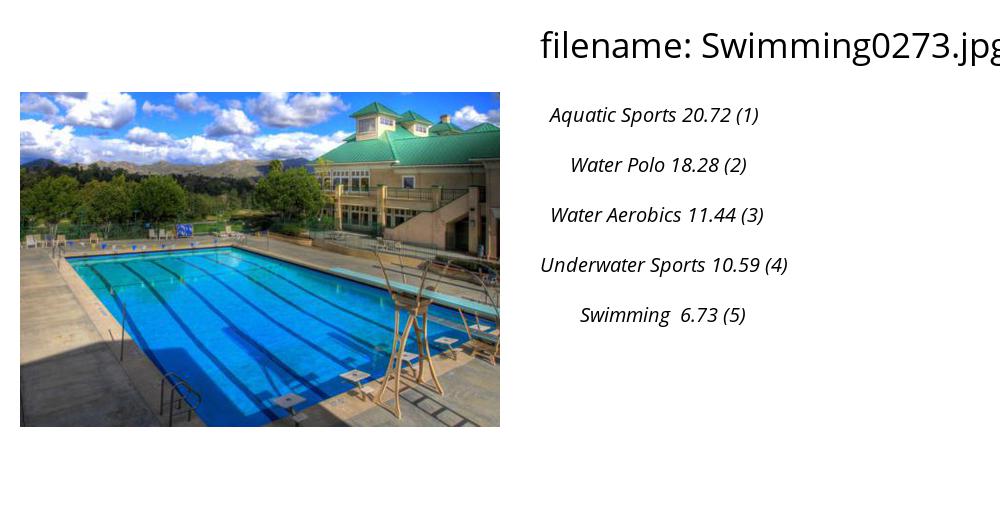 filename: Swimming0273.jpg
Aquatic Sports 20.72 (1)
Water Polo 18.28 (2)
Water Aerobics 11.44 (3)
Underwater Sports 10.59 (4)
Swimming  6.73 (5)